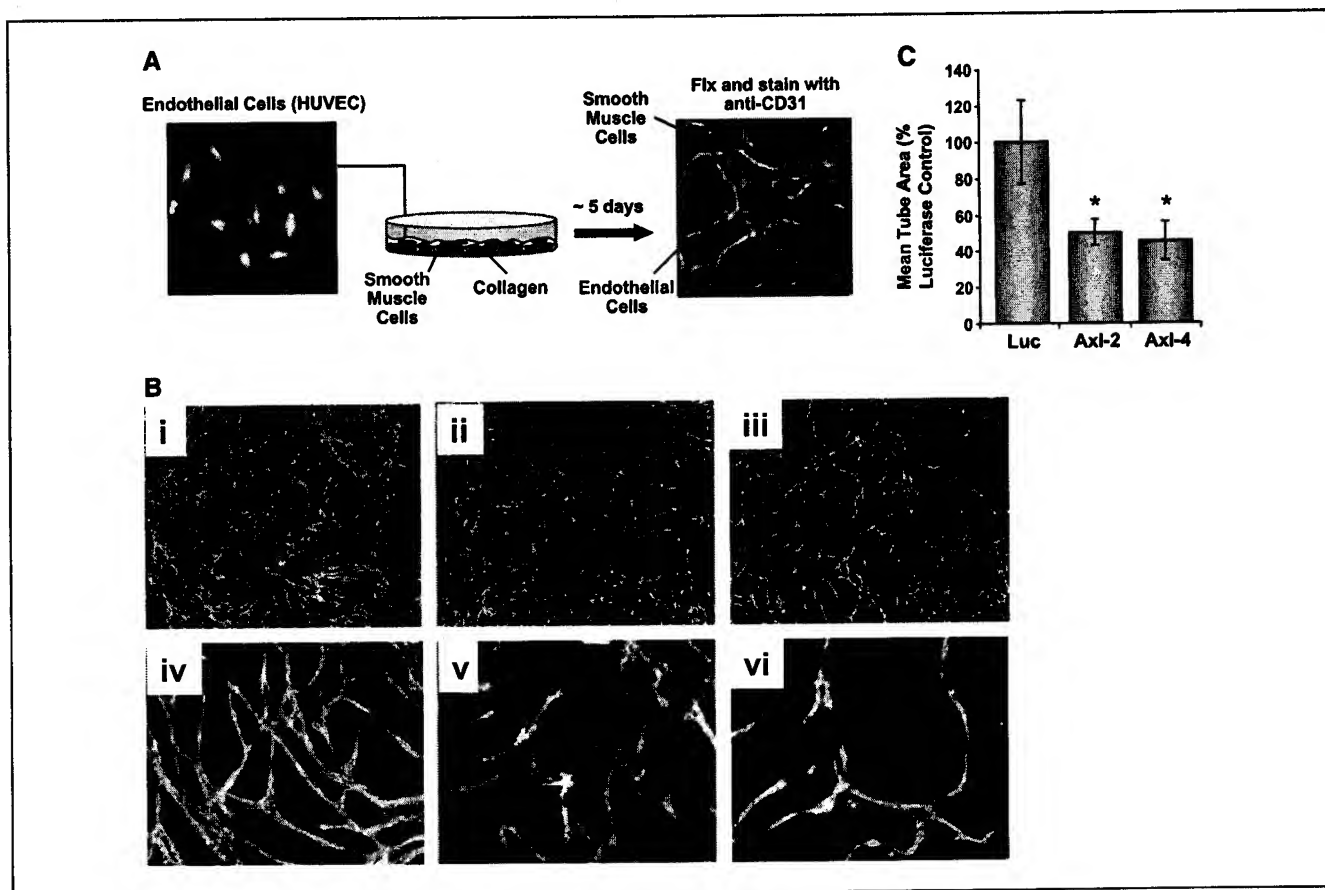 A
Endothelial Cells (HUVEC)
Smooth
Muscle
Cells
Collagen
~ 5 days
Smooth
Muscle
Cells
Endothelial
Cells
Fix and stain with
anti-CD31
C
Mean Tube Area (%
Luciferase Control)
140
120
100
80
60
40
20
0
*
*
Luc
Axl-2
Axl-4
B
i
ii
iii
iv
v
vi